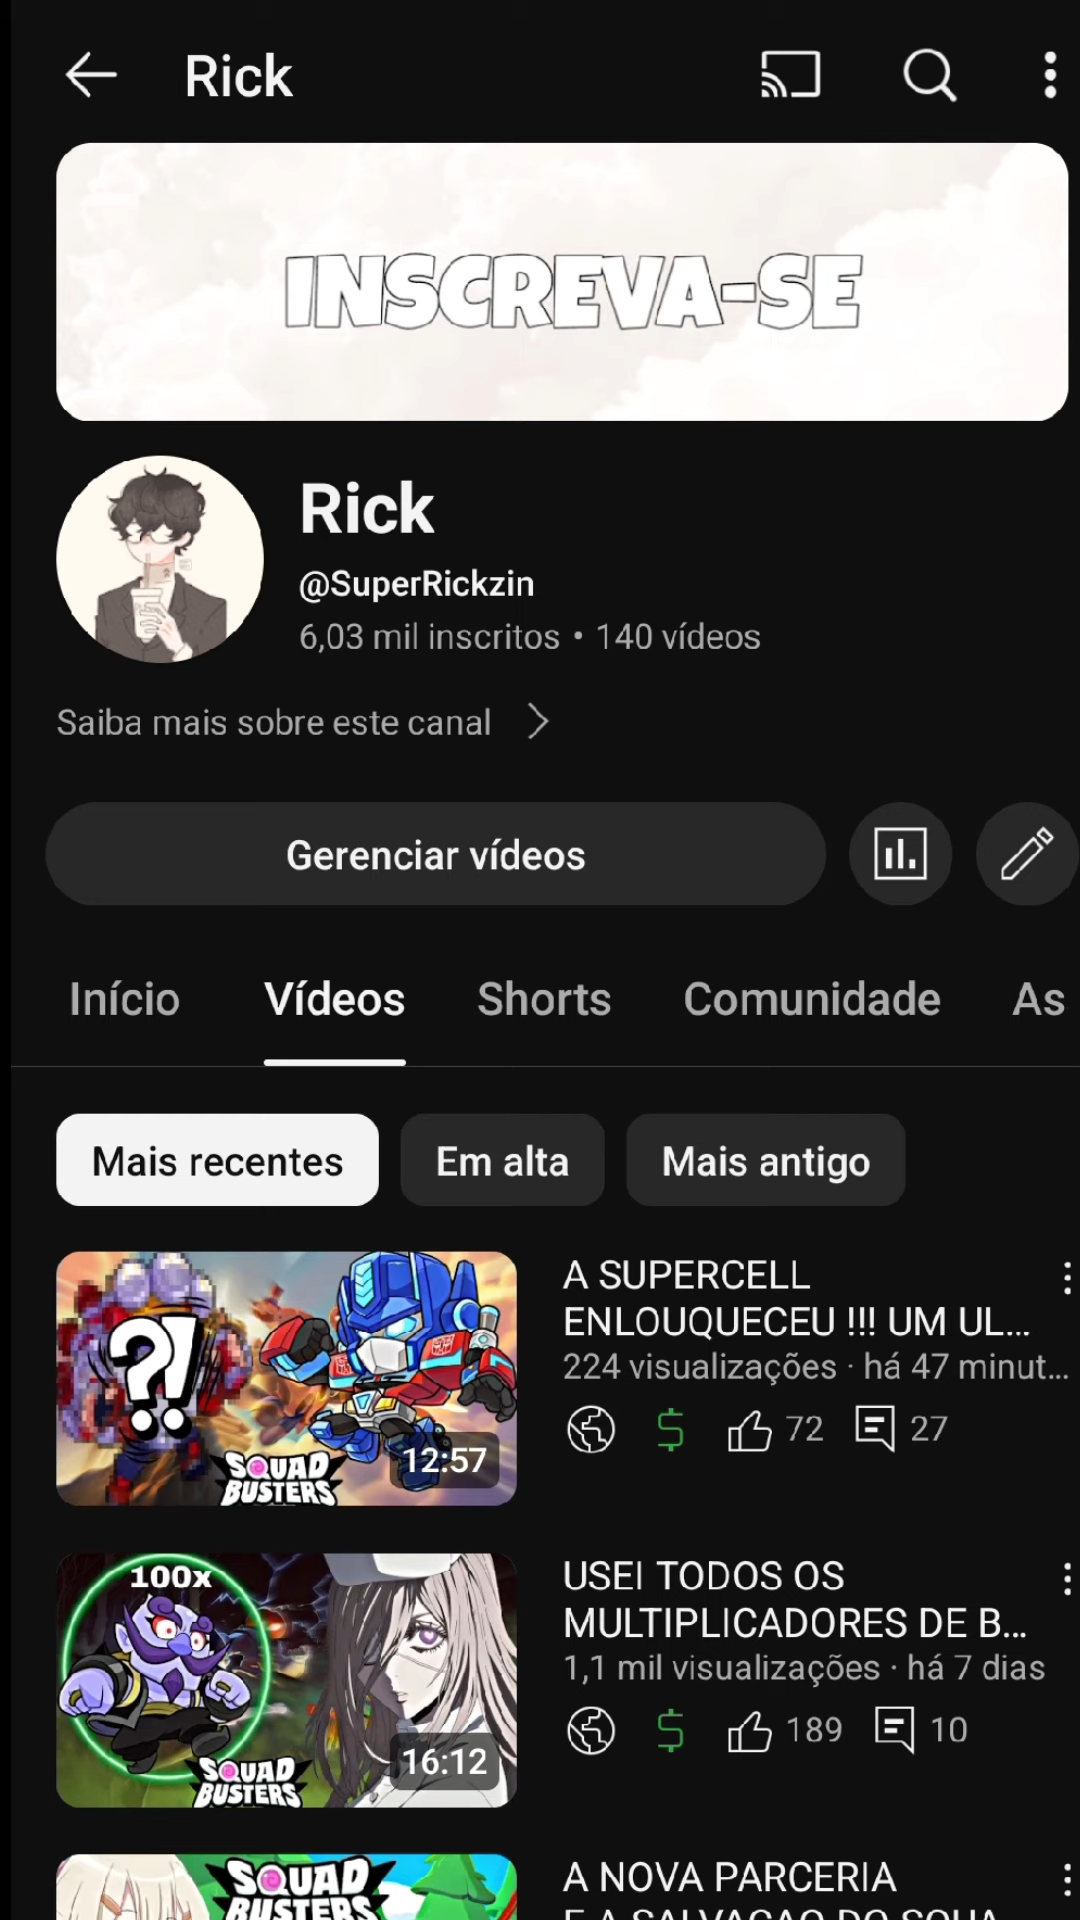 Rick
INSCREVA-SE
Rick
@SuperRickzin
6,03 mil inscritos • 140 vídeos
Saiba mais sobre este canal
Gerenciar vídeos
Início Vídeos Shorts Comunidade As
Mais recentes Em alta Mais antigo
?!
SQUAD
BUSTERS
12:57
A SUPERCELL
ENLOUQUECEU !!! UM UL...
224 visualizações · há 47 minut...
$ 72 27
100x
SQUAD
BUSTERS
16:12
USEI TODOS OS
MULTIPLICADORES DE B...
1,1 mil visualizações · há 7 dias
$ 189 10
SQUAD
BUSTERS
A NOVA PARCERIA